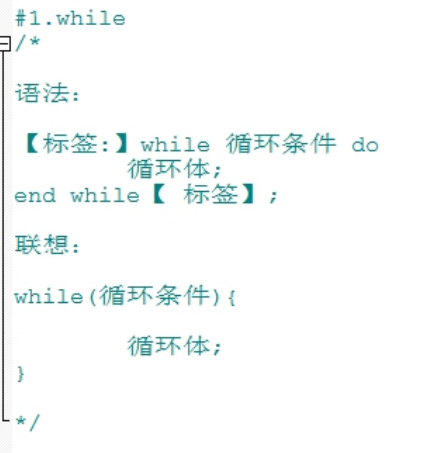 #1.while
/*
语法:
【标签:】while 循环条件 do
循环体;
end while【 标签】;
联想:
while(循环条件){
循环体;
}
*/